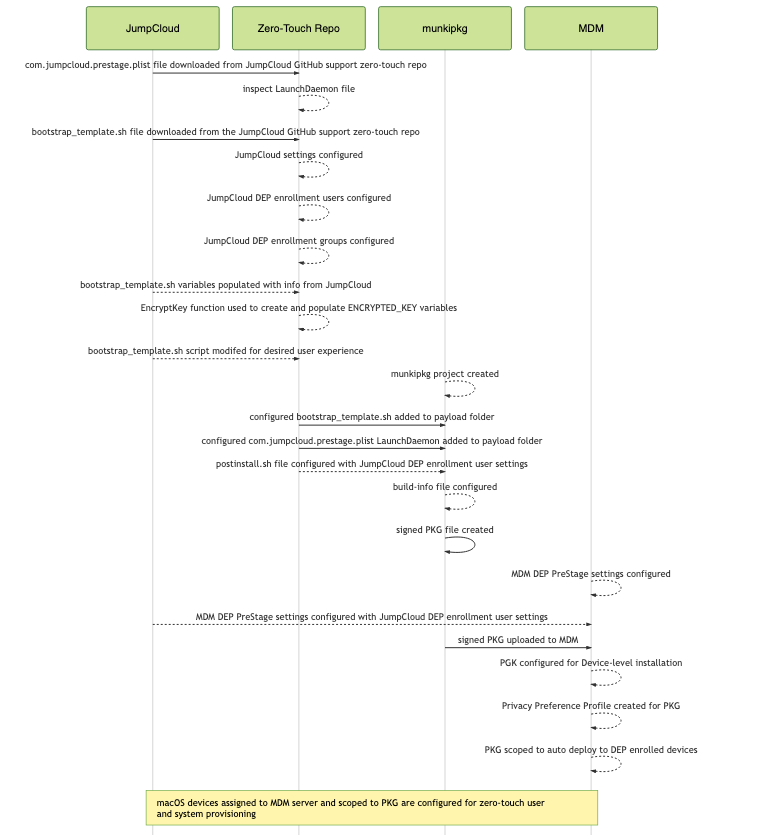 JumpCloud
Zero-Touch Repo
munkipkg
MDM
com.jumpcloud.prestage.plist file downloaded from JumpCloud GitHub support zero-touch repo
inspect LaunchDaemon file
bootstrap_template.sh file downloaded from the JumpCloud GitHub support zero-touch repo
JumpCloud settings configured
JumpCloud DEP enrollment users configured
JumpCloud DEP enrollment groups configured
bootstrap_template.sh variables populated with info from JumpCloud
EncryptKey function used to create and populate ENCRYPTED_KEY variables
bootstrap_template.sh script modifed for desired user experience
munkipkg project created
configured bootstrap_template.sh added to payload folder
configured com.jumpcloud.prestage.plist LaunchDaemon added to payload folder
postinstall.sh file configured with JumpCloud DEP enrollment user settings
build-info file configured
signed PKG file created
MDM DEP PreStage settings configured
MDM DEP PreStage settings configured with JumpCloud DEP enrollment user settings
signed PKG uploaded to MDM
PGK configured for Device-level installation
Privacy Preference Profile created for PKG
PKG scoped to auto deploy to DEP enrolled devices
macOS devices assigned to MDM server and scoped to PKG are configured for zero-touch user
and system provisioning